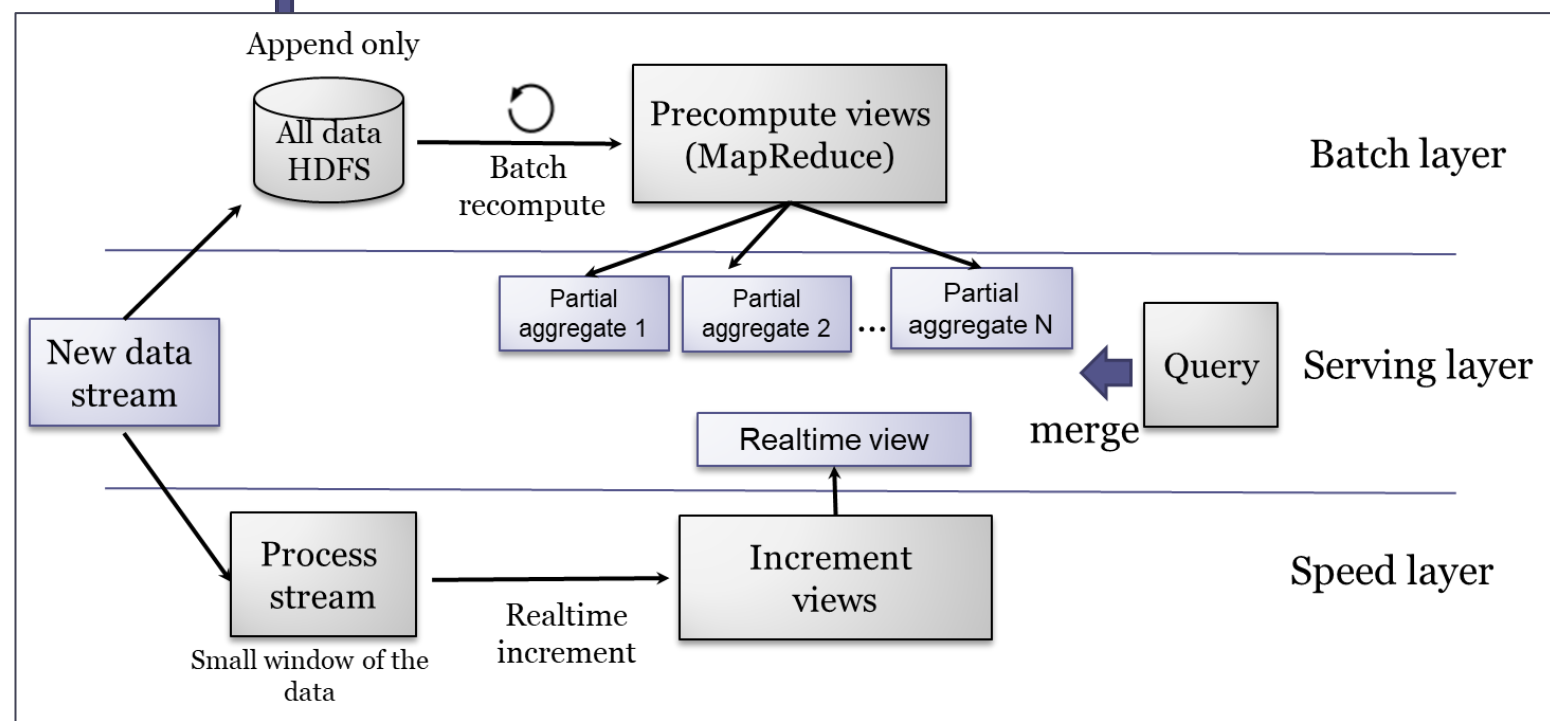 Append only
All data
HDFS
Batch
recompute
Precompute views
(MapReduce)
Batch layer
New data
stream
Partial
aggregate 1
Partial
aggregate 2
...
Partial
aggregate N
Query
merge
Serving layer
Realtime view
Process
stream
Small window of the
data
Realtime
increment
Increment
views
Speed layer